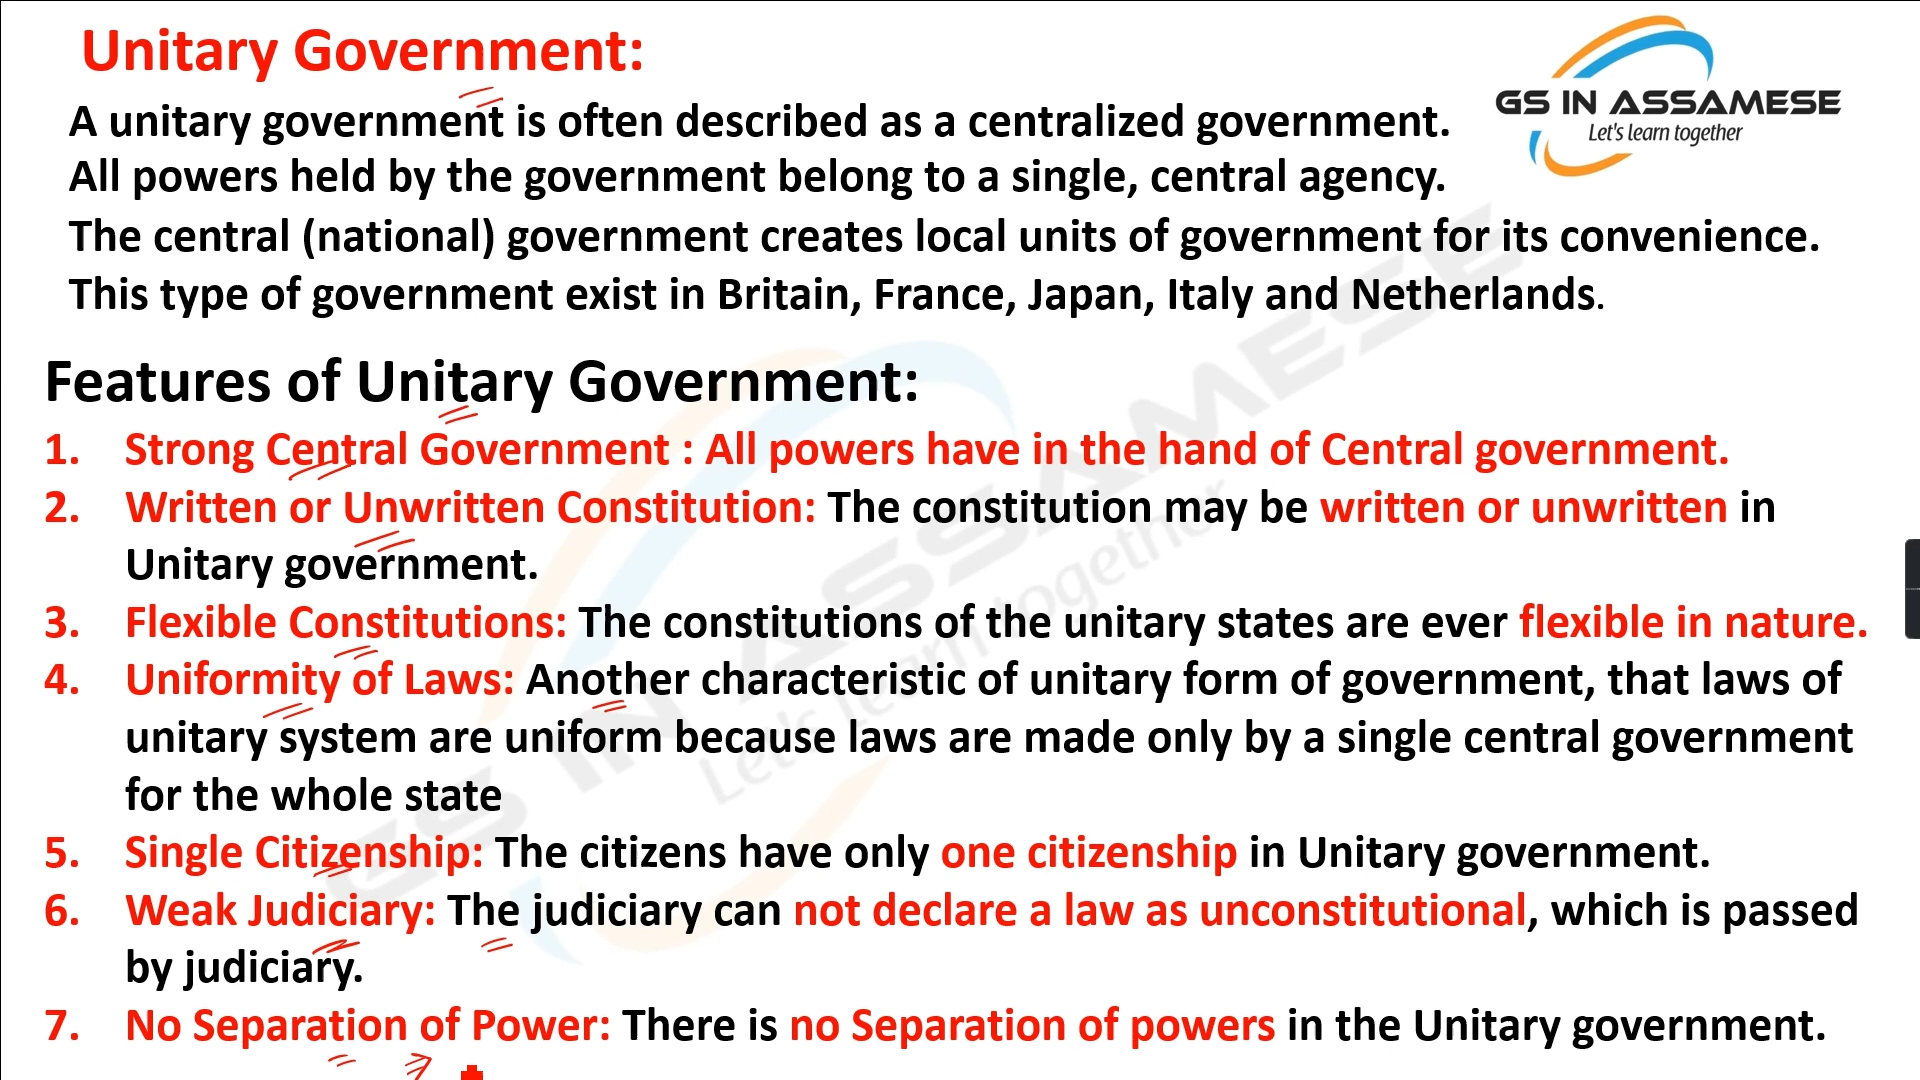 Unitary Government:
GS IN ASSAMESE
Let's learn together
A unitary government is often described as a centralized government.
All powers held by the government belong to a single, central agency.
The central (national) government creates local units of government for its convenience.
This type of government exist in Britain, France, Japan, Italy and Netherlands.
Features of Unitary Government:
1. Strong Central Government : All powers have in the hand of Central government.
2. Written or Unwritten Constitution: The constitution may be written or unwritten in
Unitary government.
3. Flexible Constitutions: The constitutions of the unitary states are ever flexible in nature.
4. Uniformity of Laws: Another characteristic of unitary form of government, that laws of
unitary system are uniform because laws are made only by a single central government
for the whole state
5. Single Citizenship: The citizens have only one citizenship in Unitary government.
6. Weak Judiciary: The judiciary can not declare a law as unconstitutional, which is passed
by judiciary.
7. No Separation of Power: There is no Separation of powers in the Unitary government.
GS IN ASSAMESE
Let's learn together